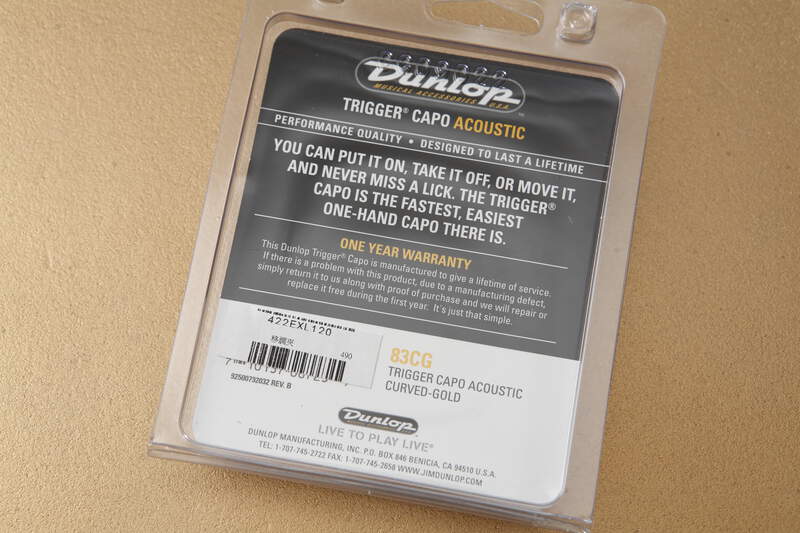 DUNLOP
MUSICAL ACCESSORIES U.S.A.
TRIGGER® CAPO ACOUSTIC
PERFORMANCE QUALITY • DESIGNED TO LAST A LIFETIME
YOU CAN PUT IT ON, TAKE IT OFF, OR MOVE IT,
AND NEVER MISS A LICK. THE TRIGGER®
CAPO IS THE FASTEST, EASIEST
ONE-HAND CAPO THERE IS.
ONE YEAR WARRANTY
This Dunlop Trigger® Capo is manufactured to give a lifetime of service.
If there is a problem with this product, due to a manufacturing defect,
simply return it to us along with proof of purchase and we will repair or
replace it free during the first year. It's just that simple.
422EXL120
490
92500732032 REV. B
83CG
TRIGGER CAPO ACOUSTIC
CURVED-GOLD
DUNLOP
LIVE TO PLAY LIVE®
DUNLOP MANUFACTURING, INC. P.O. BOX 846 BENICIA, CA 94510 U.S.A.
TEL: 1-707-745-2722 FAX: 1-707-745-2658 WWW.JIMDUNLOP.COM